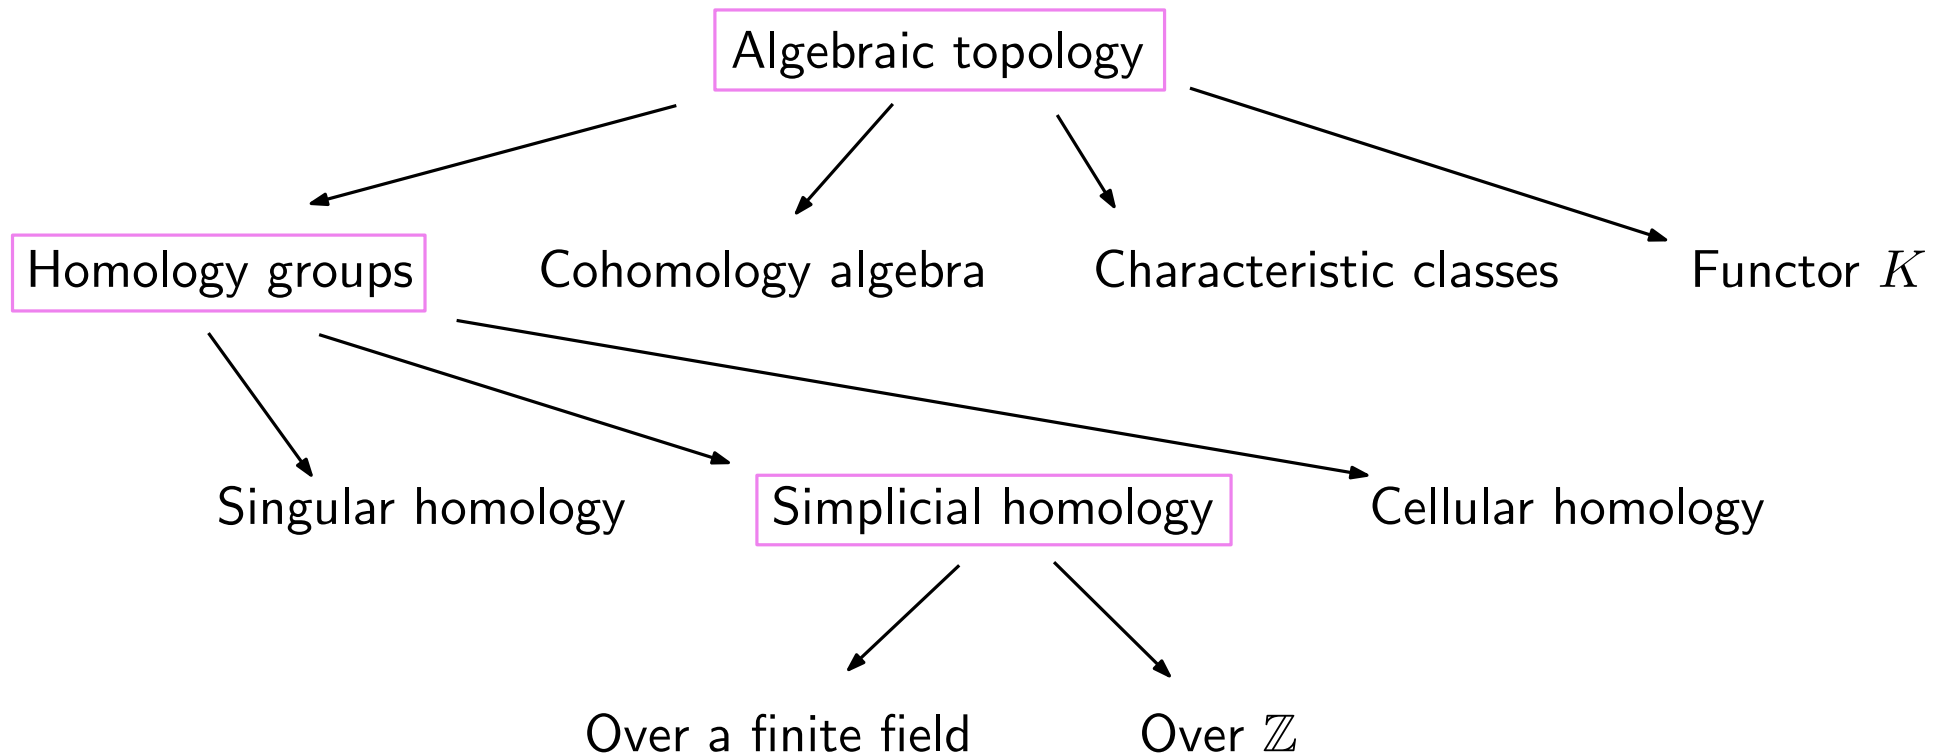 Algebraic topology
Homology groups
Cohomology algebra
Characteristic classes
Functor K
Singular homology
Simplicial homology
Cellular homology
Over a finite field
Over ℤ